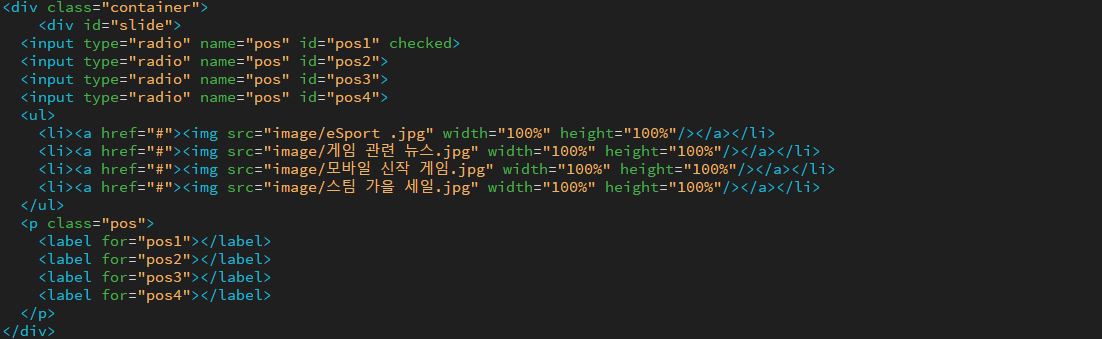 <div class="container">
    <div id="slide">
  <input type="radio" name="pos" id="pos1" checked>
  <input type="radio" name="pos" id="pos2">
  <input type="radio" name="pos" id="pos3">
  <input type="radio" name="pos" id="pos4">
  <ul>
    <li><a href="#"><img src="image/eSport .jpg" width="100%" height="100%"/></a></li>
    <li><a href="#"><img src="image/게임 관련 뉴스.jpg" width="100%" height="100%"/></a></li>
    <li><a href="#"><img src="image/모바일 신작 게임.jpg" width="100%" height="100%"/></a></li>
    <li><a href="#"><img src="image/스팀 가을 세일.jpg" width="100%" height="100%"/></a></li>
  </ul>
  <p class="pos">
    <label for="pos1"></label>
    <label for="pos2"></label>
    <label for="pos3"></label>
    <label for="pos4"></label>
  </p>
</div>